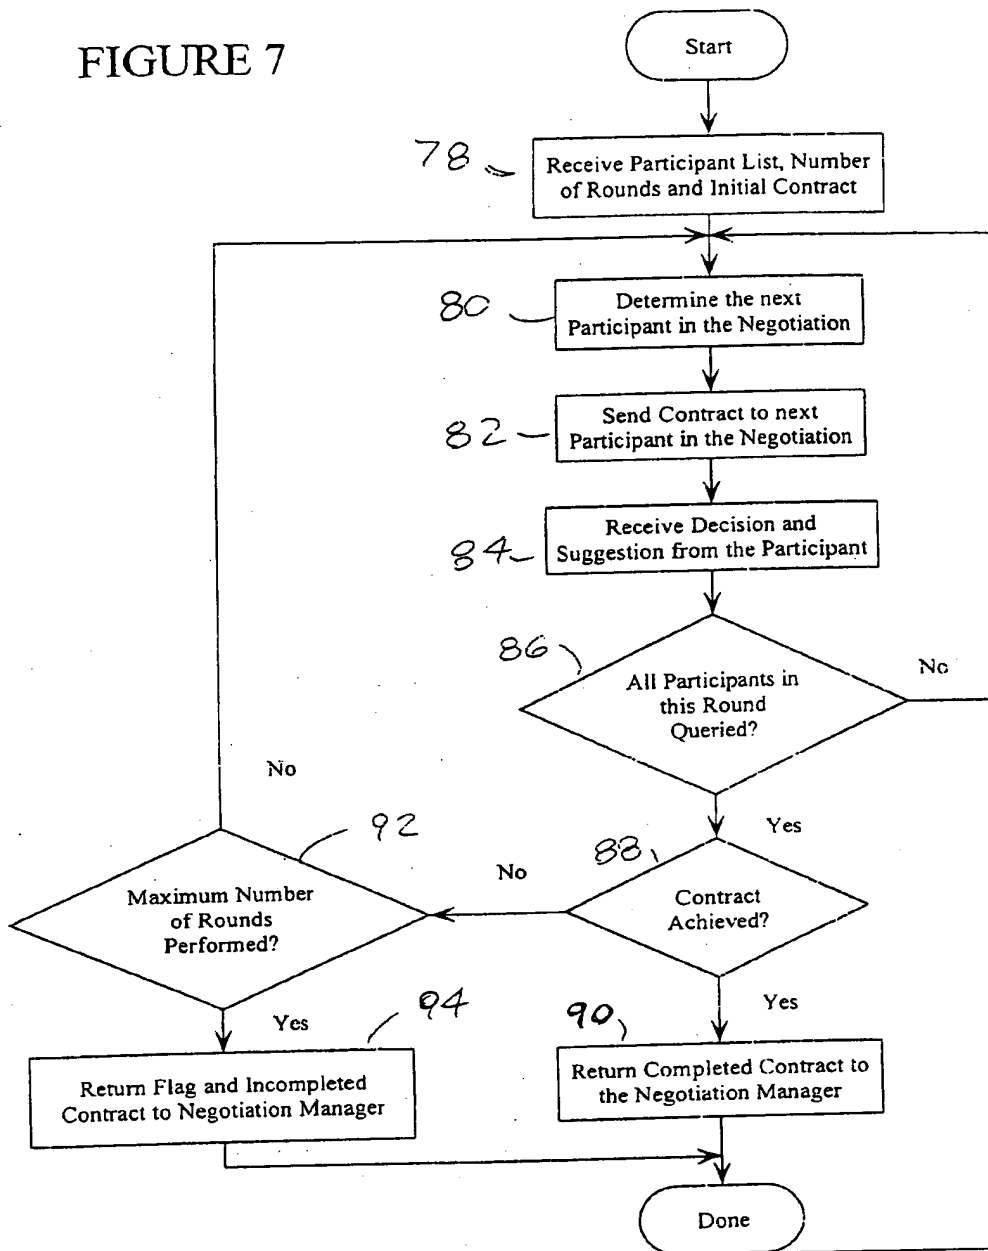 FIGURE 7
Start
78
Receive Participant List, Number
of Rounds and Initial Contract
80
Determine the next
Participant in the Negotiation
82
Send Contract to next
Participant in the Negotiation
84
Receive Decision and
Suggestion from the Participant
86
All Participants in
this Round
Queried?
No
Yes
88
Contract
Achieved?
No
Yes
92
Maximum Number
of Rounds
Performed?
No
Yes
94
Return Flag and Incompleted
Contract to Negotiation Manager
90
Return Completed Contract to
the Negotiation Manager
Done